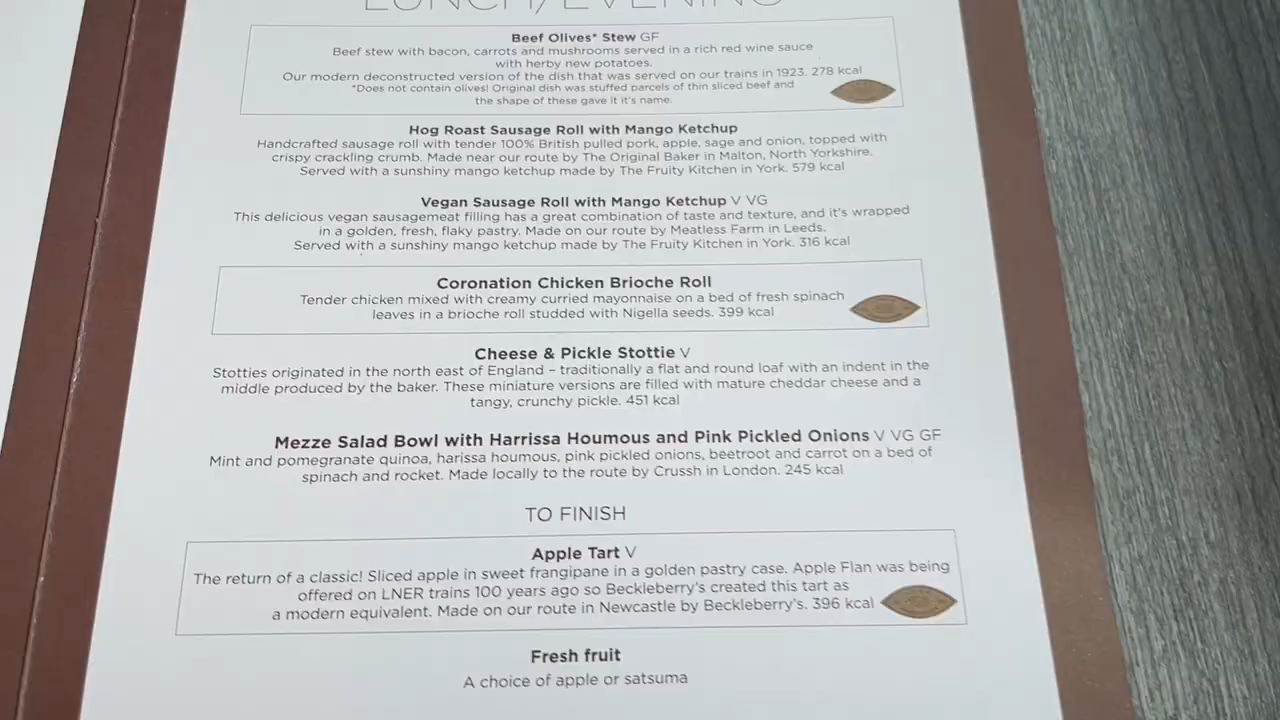 LUNCH/EVENING
Beef Olives* Stew GF
Beef stew with bacon, carrots and mushrooms served in a rich red wine sauce
with herby new potatoes.
Our modern deconstructed version of the dish that was served on our trains in 1923. 278 kcal
*Does not contain olives! Original dish was stuffed parcels of thin sliced beef and
the shape of these gave it it's name.
Hog Roast Sausage Roll with Mango Ketchup
Handcrafted sausage roll with tender 100% British pulled pork, apple, sage and onion, topped with
crispy crackling crumb. Made near our route by The Original Baker in Malton, North Yorkshire.
Served with a sunshiny mango ketchup made by The Fruity Kitchen in York. 579 kcal
Vegan Sausage Roll with Mango Ketchup V VG
This delicious vegan sausagemeat filling has a great combination of taste and texture, and it's wrapped
in a golden, fresh, flaky pastry. Made on our route by Meatless Farm in Leeds.
Served with a sunshiny mango ketchup made by The Fruity Kitchen in York. 316 kcal
Coronation Chicken Brioche Roll
Tender chicken mixed with creamy curried mayonnaise on a bed of fresh spinach
leaves in a brioche roll studded with Nigella seeds. 399 kcal
Cheese & Pickle Stottie V
Stotties originated in the north east of England – traditionally a flat and round loaf with an indent in the
middle produced by the baker. These miniature versions are filled with mature cheddar cheese and a
tangy, crunchy pickle. 451 kcal
Mezze Salad Bowl with Harrissa Houmous and Pink Pickled Onions V VG GF
Mint and pomegranate quinoa, harissa houmous, pink pickled onions, beetroot and carrot on a bed of
spinach and rocket. Made locally to the route by Crussh in London. 245 kcal
TO FINISH
Apple Tart V
The return of a classic! Sliced apple in sweet frangipane in a golden pastry case. Apple Flan was being
offered on LNER trains 100 years ago so Beckleberry's created this tart as
a modern equivalent. Made on our route in Newcastle by Beckleberry's. 396 kcal
Fresh fruit
A choice of apple or satsuma